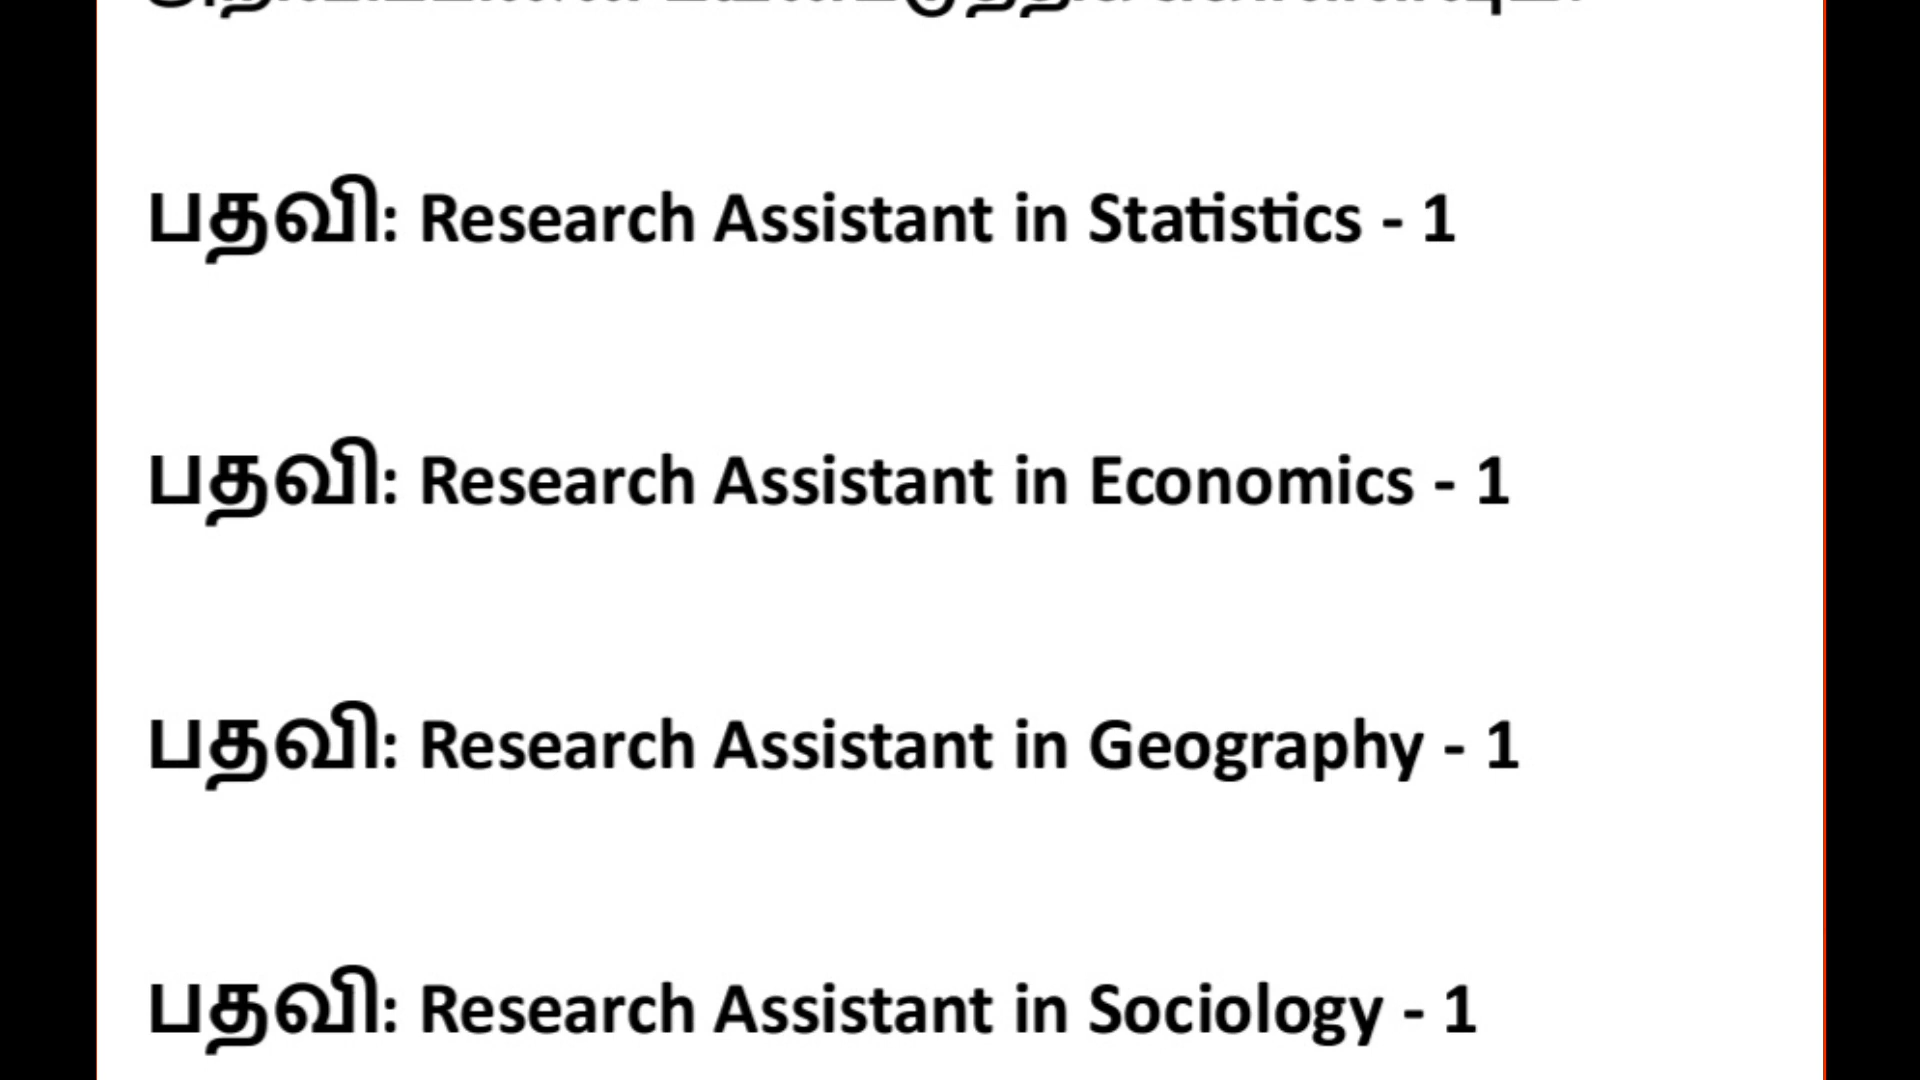 பதவி: Research Assistant in Statistics - 1
பதவி: Research Assistant in Economics - 1
பதவி: Research Assistant in Geography - 1
பதவி: Research Assistant in Sociology - 1